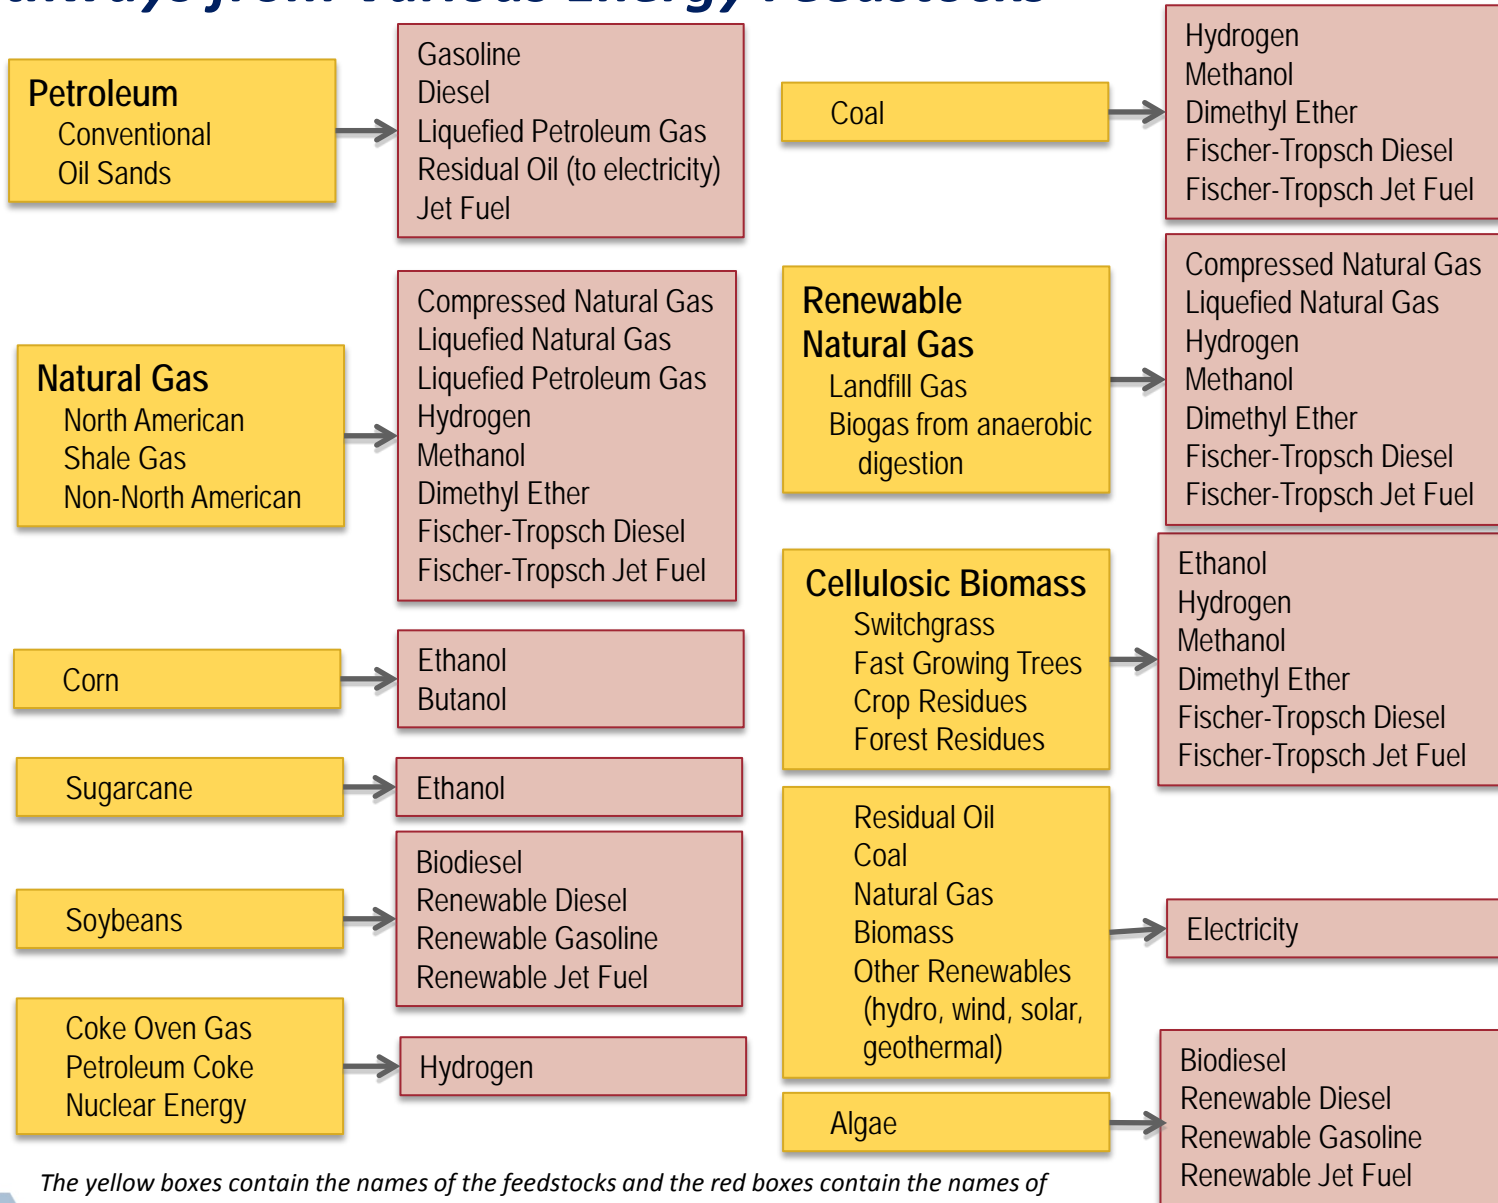 Pathways from Various Energy Feedstocks
Petroleum
Conventional
Oil Sands
Gasoline
Diesel
Liquefied Petroleum Gas
Residual Oil (to electricity)
Jet Fuel
Natural Gas
North American
Shale Gas
Non-North American
Compressed Natural Gas
Liquefied Natural Gas
Liquefied Petroleum Gas
Hydrogen
Methanol
Dimethyl Ether
Fischer-Tropsch Diesel
Fischer-Tropsch Jet Fuel
Corn
Ethanol
Butanol
Sugarcane
Ethanol
Soybeans
Biodiesel
Renewable Diesel
Renewable Gasoline
Renewable Jet Fuel
Coke Oven Gas
Petroleum Coke
Nuclear Energy
Hydrogen
Coal
Hydrogen
Methanol
Dimethyl Ether
Fischer-Tropsch Diesel
Fischer-Tropsch Jet Fuel
Renewable
Natural Gas
Landfill Gas
Biogas from anaerobic
digestion
Compressed Natural Gas
Liquefied Natural Gas
Hydrogen
Methanol
Dimethyl Ether
Fischer-Tropsch Diesel
Fischer-Tropsch Jet Fuel
Cellulosic Biomass
Switchgrass
Fast Growing Trees
Crop Residues
Forest Residues
Ethanol
Hydrogen
Methanol
Dimethyl Ether
Fischer-Tropsch Diesel
Fischer-Tropsch Jet Fuel
Residual Oil
Coal
Natural Gas
Biomass
Other Renewables
(hydro, wind, solar,
geothermal)
Electricity
Algae
Biodiesel
Renewable Diesel
Renewable Gasoline
Renewable Jet Fuel
The yellow boxes contain the names of the feedstocks and the red boxes contain the names of